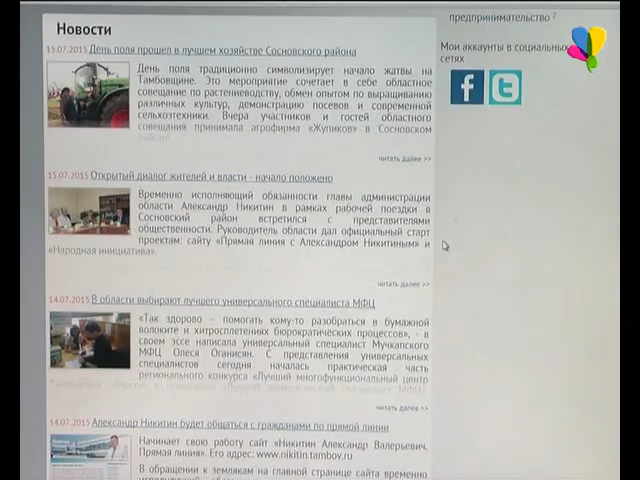 предпринимательство ?
Новости
Мои аккаунты в социальных
сетях
15.07.2015 День поля прошел в лучшем хозяйстве Сосновского района
День поля традиционно символизирует начало жатвы на
Тамбовщине. Это мероприятие сочетает в себе областное
совещание по растениеводству, обмен опытом по выращиванию
различных культур, демонстрацию посевов и современной
сельхозтехники. Вчера участников и гостей областного
совещания принимала агрофирма «Жупиков» в Сосновском
районе
читать далее >>
15.07.2015 Открытый диалог жителей и власти - начало положено
Временно исполняющий обязанности главы администрации
области Александр Никитин в рамках рабочей поездки в
Сосновский район встретился с представителями
общественности. Руководитель области дал официальный старт
проектам: сайту «Прямая линия с Александром Никитиным» и
«Народная инициатива».
читать далее >>
14.07.2015 В области выбирают лучшего универсального специалиста МФЦ
«Так здорово – помогать кому-то разобраться в бумажной
волоките и хитросплетениях бюрократических процессов», - в
своем эссе написала универсальный специалист Мучкапского
МФЦ Олеся Оганисян. С представления универсальных
специалистов сегодня началась практическая часть
регионального конкурса «Лучший многофункциональный центр
читать далее >>
14.07.2015 Александр Никитин будет общаться с гражданами по прямой линии
Начинает свою работу сайт «Никитин Александр Валерьевич.
Прямая линия». Его адрес: www.nikitin.tambov.ru
В обращении к землякам на главной странице сайта временно